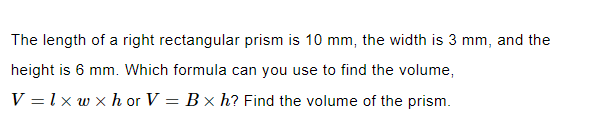 The length of a right rectangular prism is 10 mm, the width is 3 mm, and the
height is 6 mm. Which formula can you use to find the volume,
V = l × w × h or V = B × h? Find the volume of the prism.